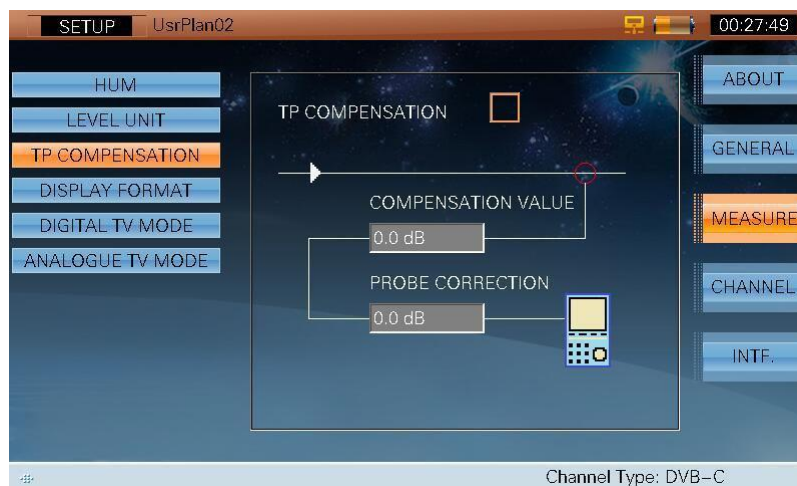 SETUP UsrPlan02 00:27:49
HUM
LEVEL UNIT
TP COMPENSATION
DISPLAY FORMAT
DIGITAL TV MODE
ANALOGUE TV MODE
TP COMPENSATION
COMPENSATION VALUE
0.0 dB
PROBE CORRECTION
0.0 dB
ABOUT
GENERAL
MEASURE
CHANNEL
INTF.
Channel Type: DVB-C